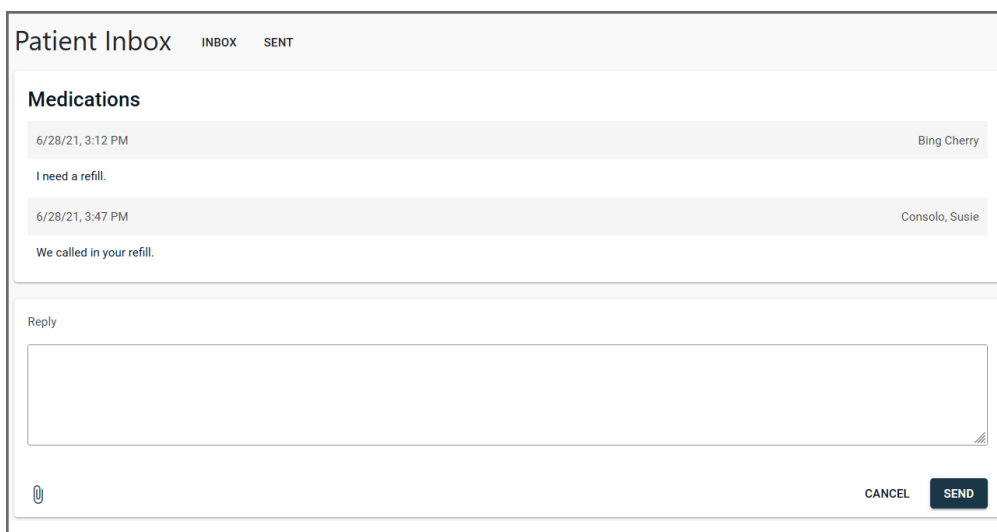 Patient Inbox INBOX SENT
Medications
6/28/21, 3:12 PM Bing Cherry
I need a refill.
6/28/21, 3:47 PM Consolo, Susie
We called in your refill.
Reply
CANCEL SEND